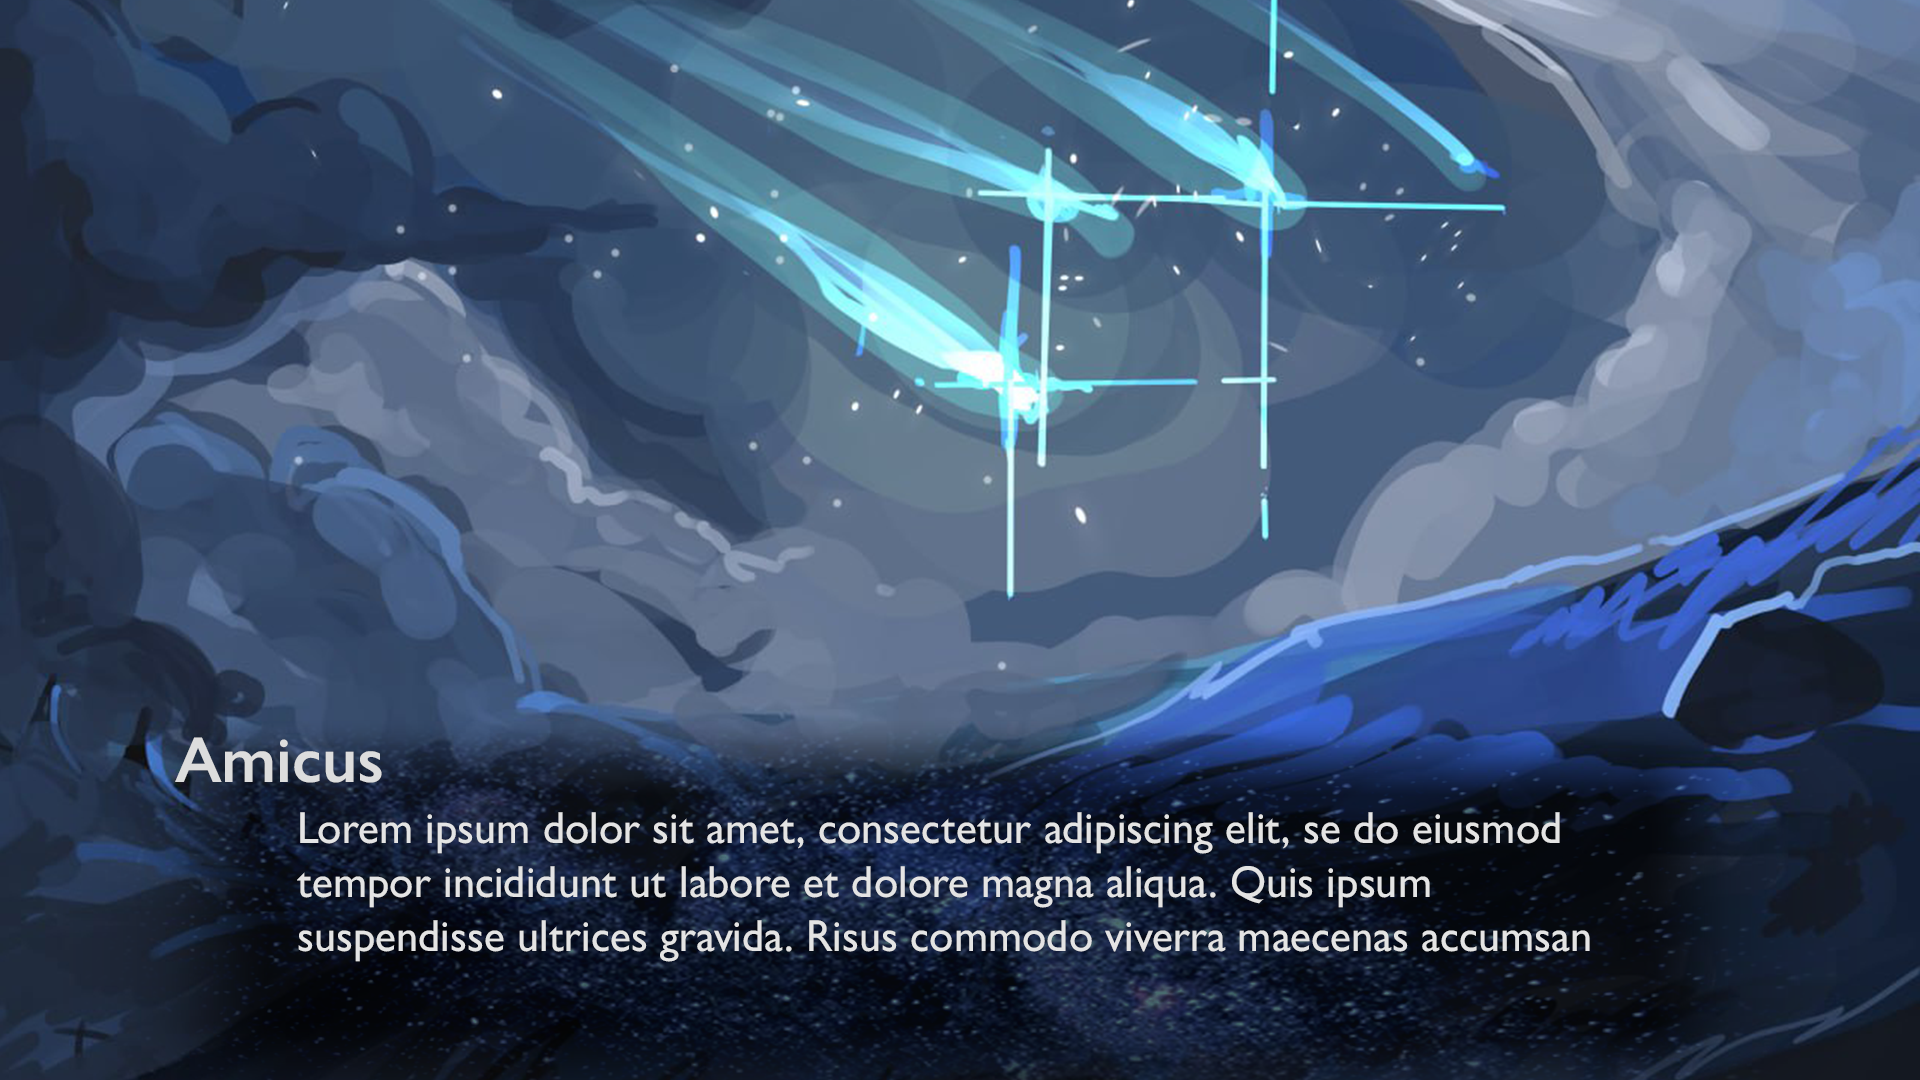 Amicus
Lorem ipsum dolor sit amet, consectetur adipiscing elit, se do eiusmod
tempor incididunt ut labore et dolore magna aliqua. Quis ipsum
suspendisse ultrices gravida. Risus commodo viverra maecenas accumsan